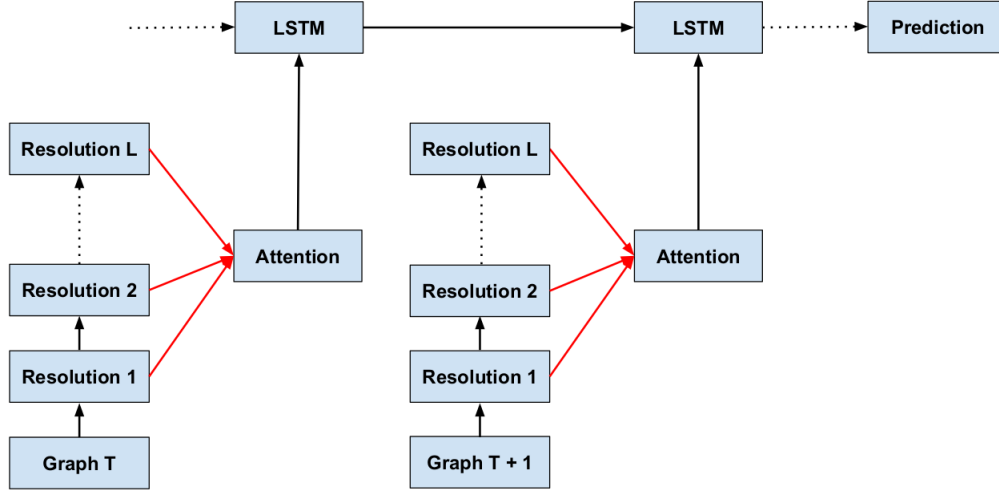 LSTM
LSTM
Prediction
Resolution L
Resolution L
Attention
Attention
Resolution 2
Resolution 2
Resolution 1
Resolution 1
Graph T
Graph T + 1